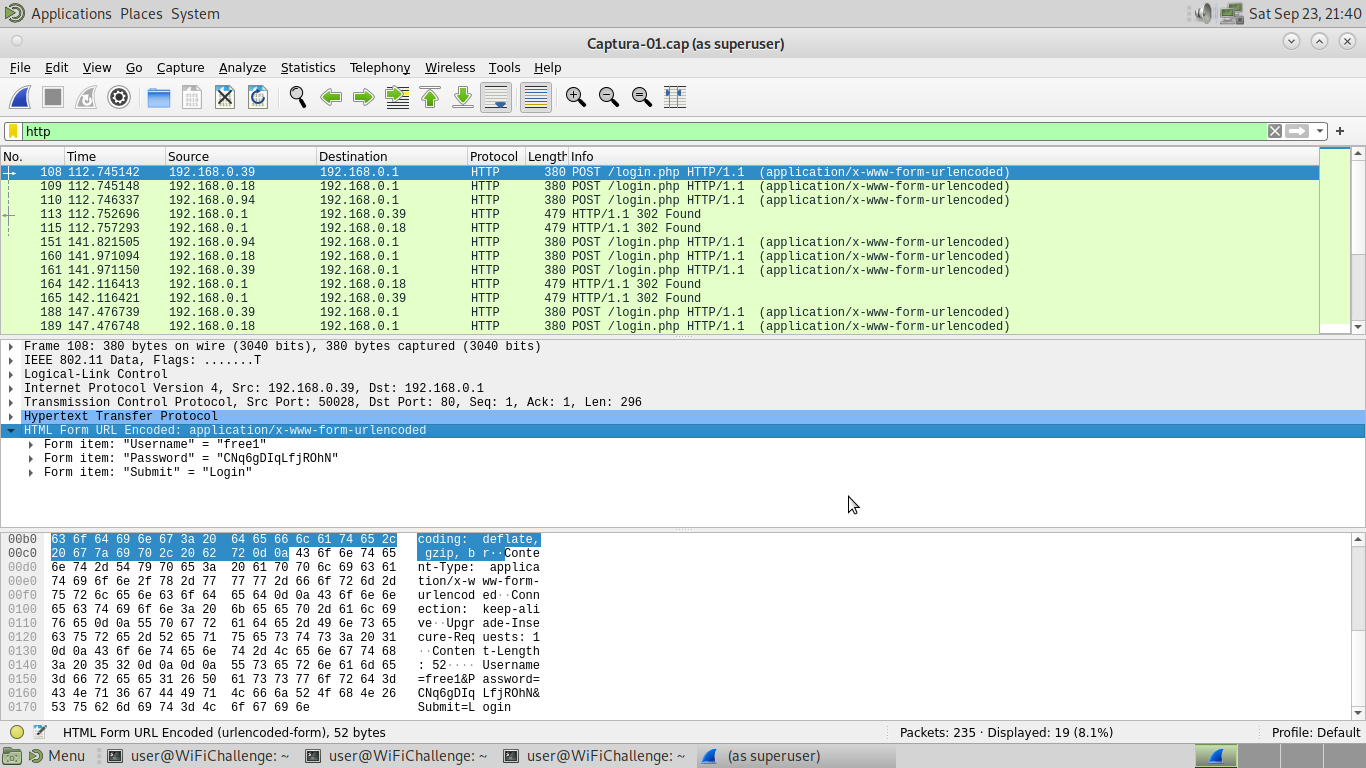 Applications Places System Sat Sep 23, 21:40
Captura-01.cap (as superuser)
File Edit View Go Capture Analyze Statistics Telephony Wireless Tools Help
http
No. Time Source Destination Protocol Length Info
108 112.745142 192.168.0.39 192.168.0.1 HTTP 380 POST /login.php HTTP/1.1 (application/x-www-form-urlencoded)
109 112.745148 192.168.0.18 192.168.0.1 HTTP 380 POST /login.php HTTP/1.1 (application/x-www-form-urlencoded)
110 112.746337 192.168.0.94 192.168.0.1 HTTP 380 POST /login.php HTTP/1.1 (application/x-www-form-urlencoded)
113 112.752696 192.168.0.1 192.168.0.39 HTTP 479 HTTP/1.1 302 Found
115 112.757293 192.168.0.1 192.168.0.18 HTTP 479 HTTP/1.1 302 Found
151 141.821505 192.168.0.94 192.168.0.1 HTTP 380 POST /login.php HTTP/1.1 (application/x-www-form-urlencoded)
160 141.971094 192.168.0.18 192.168.0.1 HTTP 380 POST /login.php HTTP/1.1 (application/x-www-form-urlencoded)
161 141.971150 192.168.0.39 192.168.0.1 HTTP 380 POST /login.php HTTP/1.1 (application/x-www-form-urlencoded)
164 142.116413 192.168.0.1 192.168.0.18 HTTP 479 HTTP/1.1 302 Found
165 142.116421 192.168.0.1 192.168.0.39 HTTP 479 HTTP/1.1 302 Found
188 147.476739 192.168.0.39 192.168.0.1 HTTP 380 POST /login.php HTTP/1.1 (application/x-www-form-urlencoded)
189 147.476748 192.168.0.18 192.168.0.1 HTTP 380 POST /login.php HTTP/1.1 (application/x-www-form-urlencoded)
Frame 108: 380 bytes on wire (3040 bits), 380 bytes captured (3040 bits)
IEEE 802.11 Data, Flags: .......T
Logical-Link Control
Internet Protocol Version 4, Src: 192.168.0.39, Dst: 192.168.0.1
Transmission Control Protocol, Src Port: 50028, Dst Port: 80, Seq: 1, Ack: 1, Len: 296
Hypertext Transfer Protocol
HTML Form URL Encoded: application/x-www-form-urlencoded
Form item: "Username" = "free1"
Form item: "Password" = "CNq6gDIqLfjROhN"
Form item: "Submit" = "Login"
00b0 63 6f 64 69 6e 67 3a 20 64 65 66 6c 61 74 65 2c coding: deflate,
00c0 20 67 7a 69 70 2c 20 62 72 0d 0a 43 6f 6e 74 65 gzip, b r··Conte
00d0 6e 74 2d 54 79 70 65 3a 20 61 70 70 6c 69 63 61 nt-Type: applica
00e0 74 69 6f 6e 2f 78 2d 77 77 77 2d 66 6f 72 6d 2d tion/x-w ww-form-
00f0 75 72 6c 65 6e 63 6f 64 65 64 0d 0a 43 6f 6e 6e urlencod ed··Conn
0100 65 63 74 69 6f 6e 3a 20 6b 65 65 70 2d 61 6c 69 ection: keep-ali
0110 76 65 0d 0a 55 70 67 72 61 64 65 2d 49 6e 73 65 ve··Upgr ade-Inse
0120 63 75 72 65 2d 52 65 71 75 65 73 74 73 3a 20 31 cure-Req uests: 1
0130 0d 0a 43 6f 6e 74 65 6e 74 2d 4c 65 6e 67 74 68 ··Conten t-Length
0140 3a 20 35 32 0d 0a 0d 0a 55 73 65 72 6e 61 6d 65 : 52···· Username
0150 3d 66 72 65 65 31 26 50 61 73 73 77 6f 72 64 3d =free1&P assword=
0160 43 4e 71 36 67 44 49 71 4c 66 6a 52 4f 68 4e 26 CNq6gDIq LfjROhN&
0170 53 75 62 6d 69 74 3d 4c 6f 67 69 6e Submit=L ogin
HTML Form URL Encoded (urlencoded-form), 52 bytes Packets: 235 · Displayed: 19 (8.1%) Profile: Default
Menu user@WiFiChallenge: ~ user@WiFiChallenge: ~ user@WiFiChallenge: ~ (as superuser)